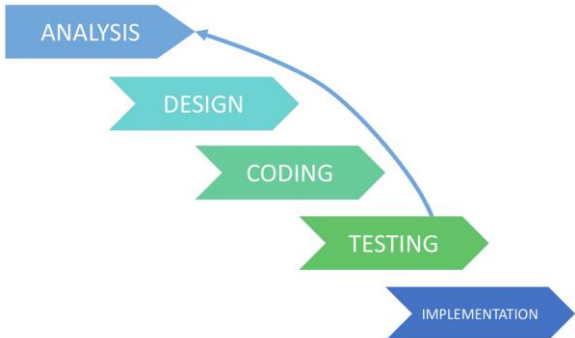 ANALYSIS
DESIGN
CODING
TESTING
IMPLEMENTATION